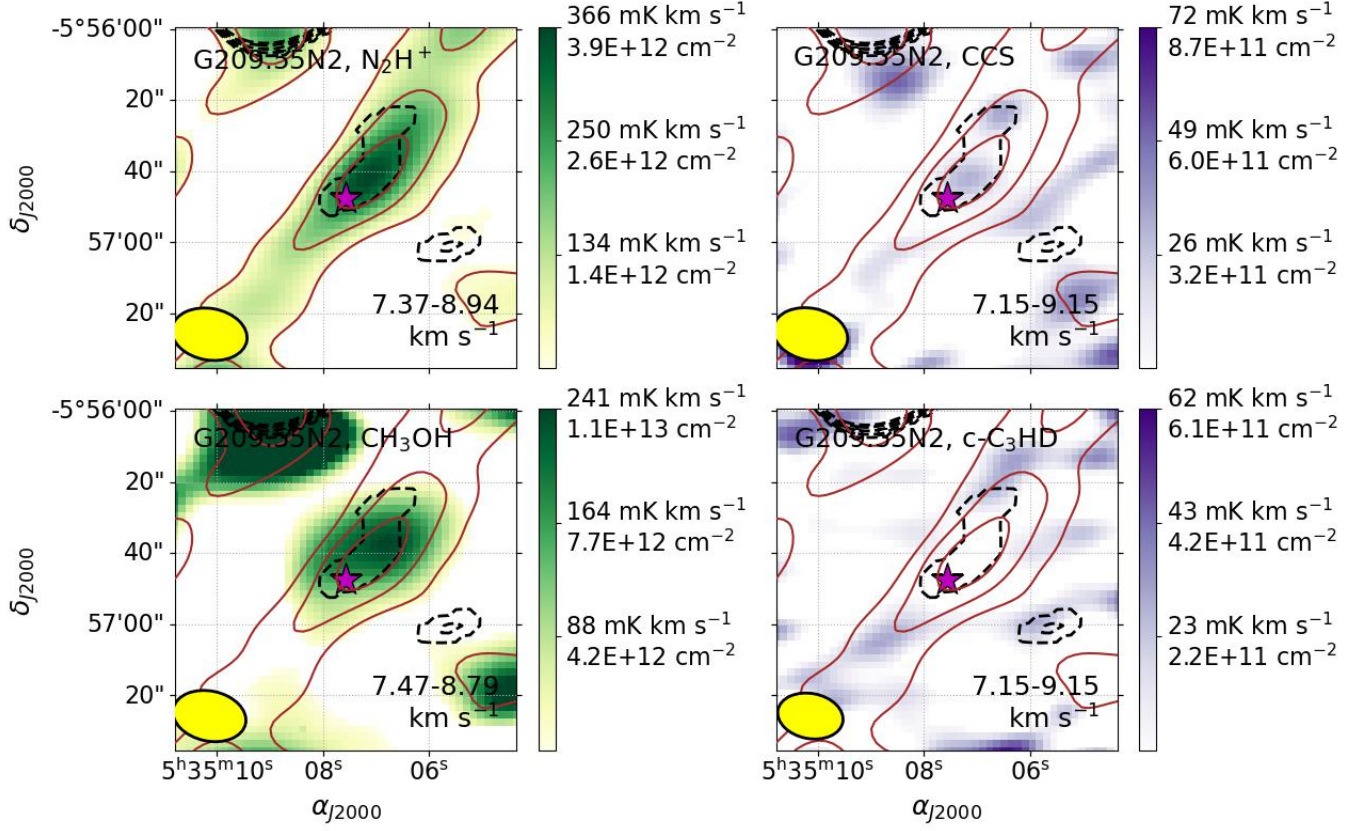 G209.55N2, N₂H⁺
7.37-8.94
km s⁻¹
366 mK km s⁻¹
3.9E+12 cm⁻²
250 mK km s⁻¹
2.6E+12 cm⁻²
134 mK km s⁻¹
1.4E+12 cm⁻²
-5°56'00"
20"
40"
57'00"
20"
δJ2000
G209.55N2, CCS
7.15-9.15
km s⁻¹
72 mK km s⁻¹
8.7E+11 cm⁻²
49 mK km s⁻¹
6.0E+11 cm⁻²
26 mK km s⁻¹
3.2E+11 cm⁻²
G209.55N2, CH₃OH
7.47-8.79
km s⁻¹
241 mK km s⁻¹
1.1E+13 cm⁻²
164 mK km s⁻¹
7.7E+12 cm⁻²
88 mK km s⁻¹
4.2E+12 cm⁻²
-5°56'00"
20"
40"
57'00"
20"
δJ2000
5ʰ35ᵐ10ˢ 08ˢ 06ˢ
αJ2000
G209.55N2, c-C₃HD
7.15-9.15
km s⁻¹
62 mK km s⁻¹
6.1E+11 cm⁻²
43 mK km s⁻¹
4.2E+11 cm⁻²
23 mK km s⁻¹
2.2E+11 cm⁻²
5ʰ35ᵐ10ˢ 08ˢ 06ˢ
αJ2000